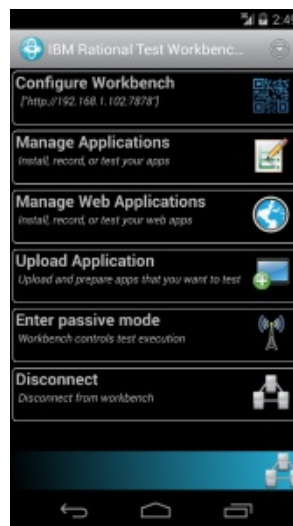 2:49
IBM Rational Test Workbenc...
Configure Workbench
["http://192.168.1.102:7878"]
Manage Applications
Install, record, or test your apps
Manage Web Applications
Install, record, or test your web apps
Upload Application
Upload and prepare apps that you want to test
Enter passive mode
Workbench controls test execution
Disconnect
Disconnect from workbench